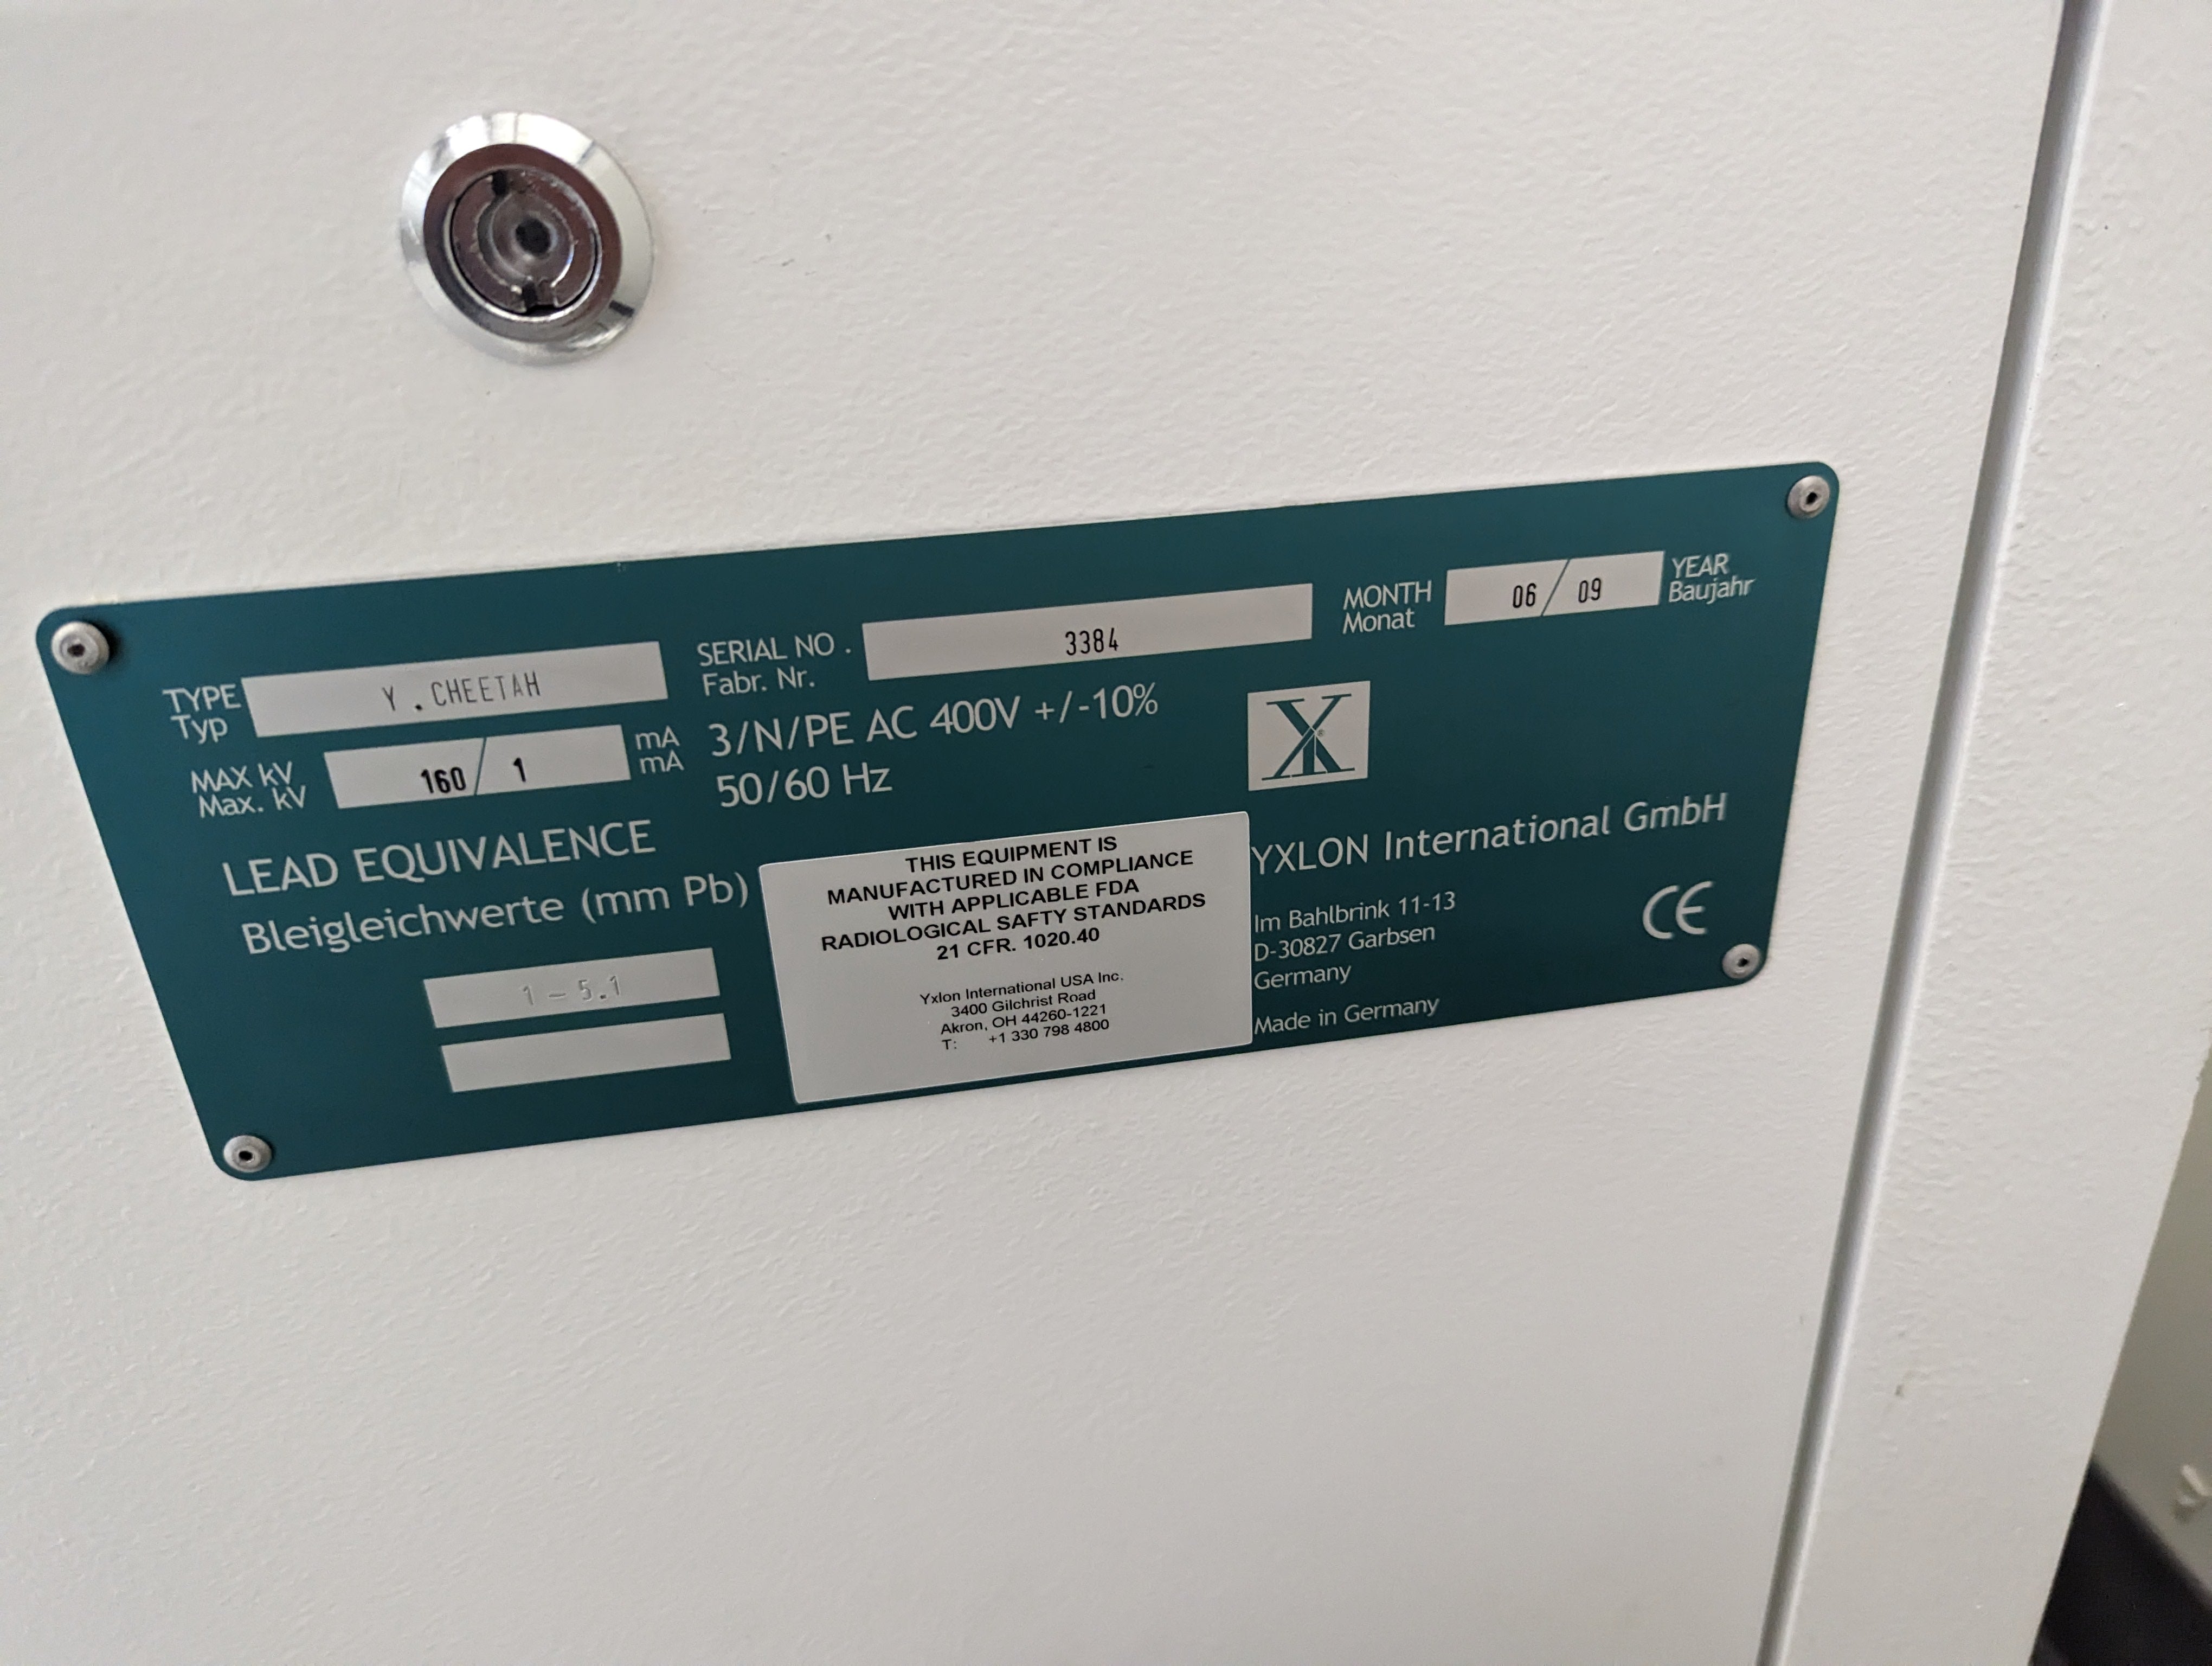 TYPE
Typ
Y.CHEETAH
SERIAL NO.
Fabr. Nr.
3384
MONTH
Monat
06/09
YEAR
Baujahr
MAX kV
Max. kV
160/1
mA
mA
3/N/PE AC 400V +/-10%
50/60 Hz
LEAD EQUIVALENCE
Bleigleichwerte (mm Pb)
1-5.1
THIS EQUIPMENT IS
MANUFACTURED IN COMPLIANCE
WITH APPLICABLE FDA
RADIOLOGICAL SAFTY STANDARDS
21 CFR. 1020.40
Yxlon International USA Inc.
3400 Gilchrist Road
Akron, OH 44260-1221
T: +1 330 798 4800
YXLON International GmbH
Im Bahlbrink 11-13
D-30827 Garbsen
Germany
Made in Germany
CE